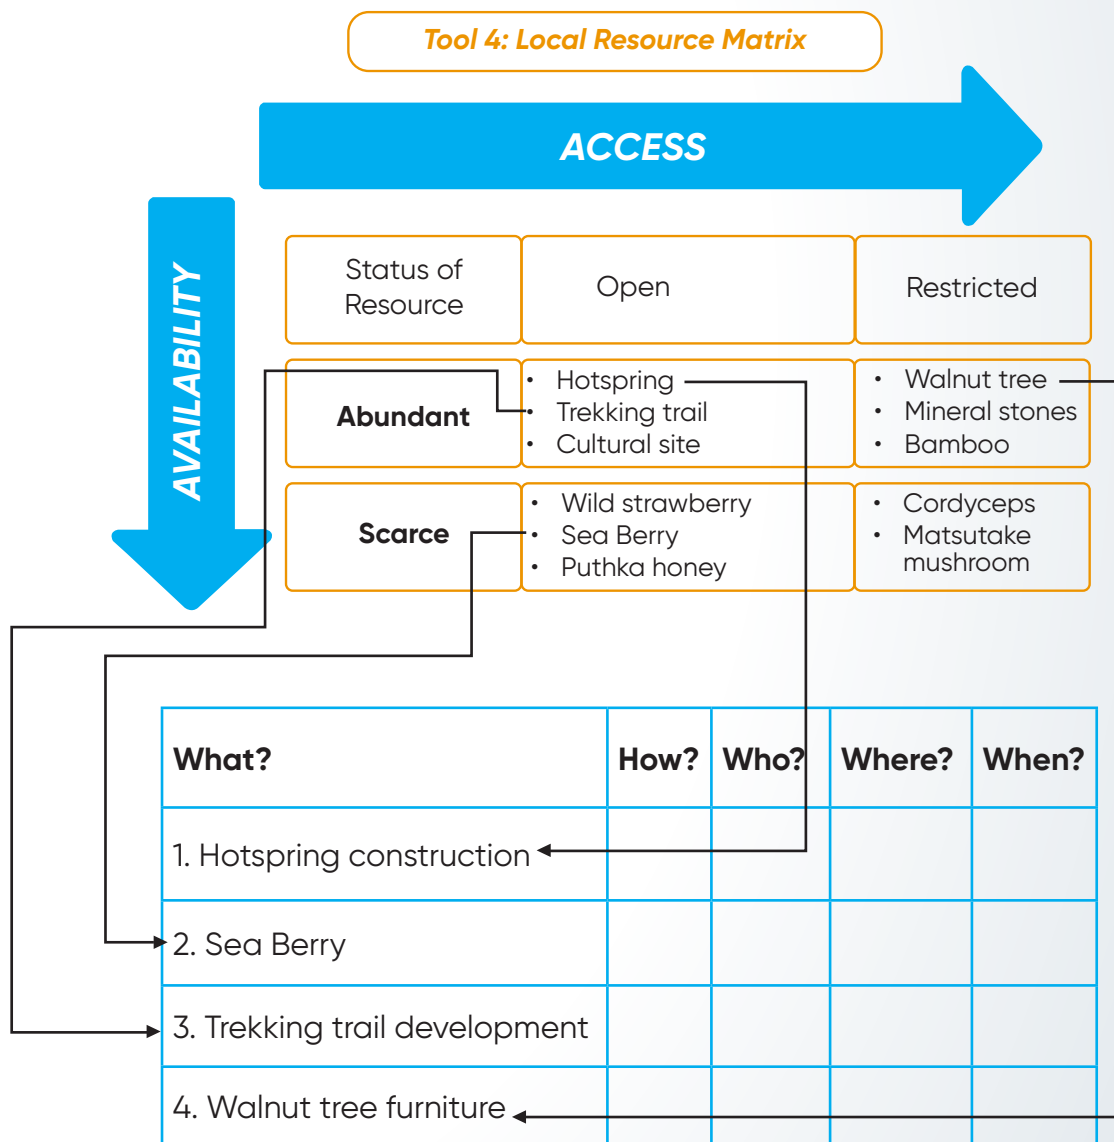 Tool 4: Local Resource Matrix
ACCESS
AVAILABILITY
Status of
Resource
Open
Restricted
Abundant
• Hotspring
• Trekking trail
• Cultural site
• Walnut tree
• Mineral stones
• Bamboo
Scarce
• Wild strawberry
• Sea Berry
• Puthka honey
• Cordyceps
• Matsutake
mushroom
What? How? Who? Where? When?
1. Hotspring construction
2. Sea Berry
3. Trekking trail development
4. Walnut tree furniture